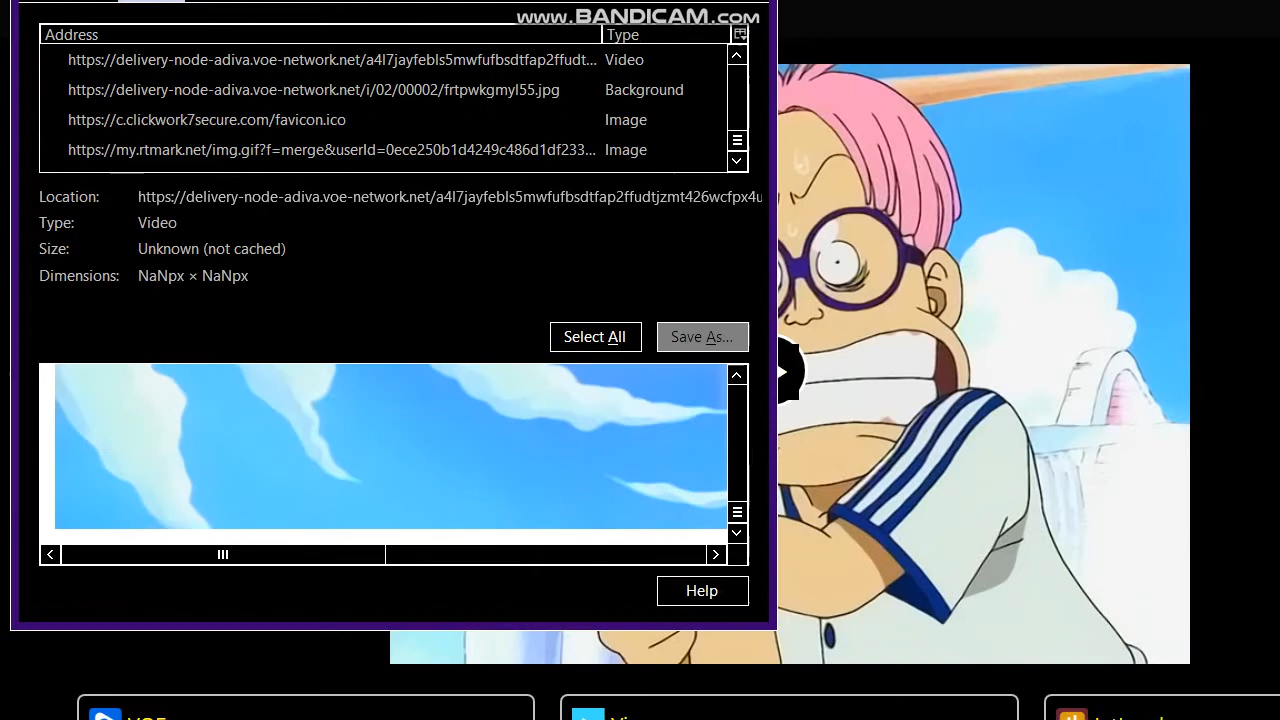 www.BANDICAM.com
Address Type
https://delivery-node-adiva.voe-network.net/a4l7jayfebls5mwfufbsdtfap2ffudt... Video
https://delivery-node-adiva.voe-network.net/i/02/00002/frtpwkgmyl55.jpg Background
https://c.clickwork7secure.com/favicon.ico Image
https://my.rtmark.net/img.gif?f=merge&userId=0ece250b1d4249c486d1df233... Image
Location: https://delivery-node-adiva.voe-network.net/a4l7jayfebls5mwfufbsdtfap2ffudtjzmt426wcfpx4u
Type: Video
Size: Unknown (not cached)
Dimensions: NaNpx × NaNpx
Select All Save As...
Help
VOE